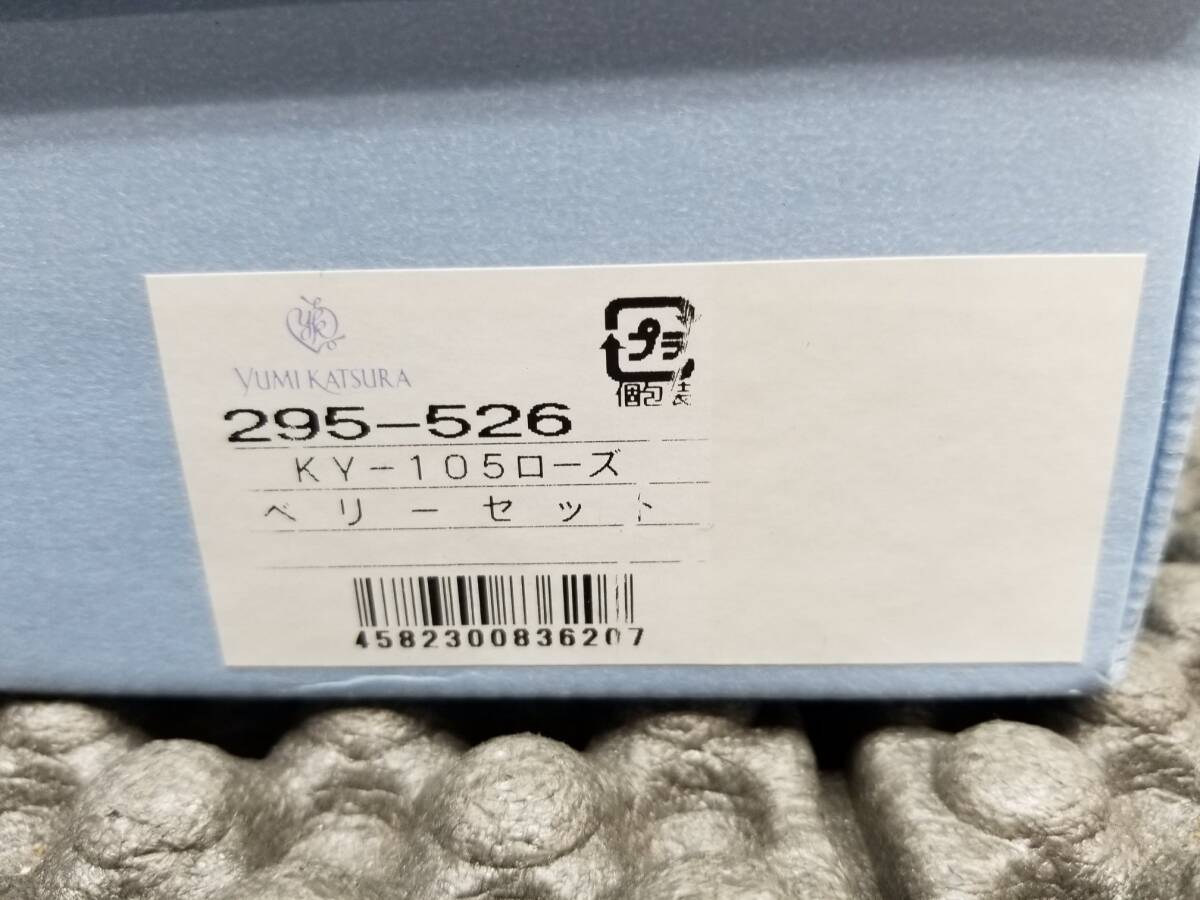 YK
YUMI KATSURA
プラ
個包装
295-526
KY-105ローズ
ベリーセット
4582300836207